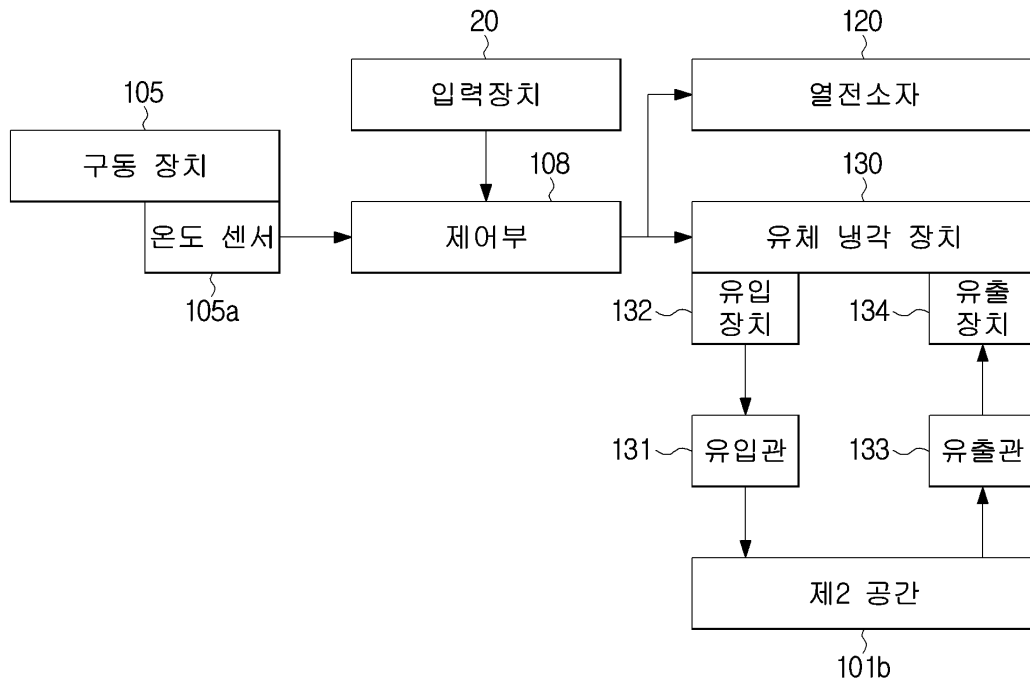 20
120
입력장치
열전소자
105
구동 장치
108
130
온도 센서
제어부
유체 냉각 장치
105a
132
유입
장치
134
유출
장치
131
유입관
133
유출관
제2 공간
101b